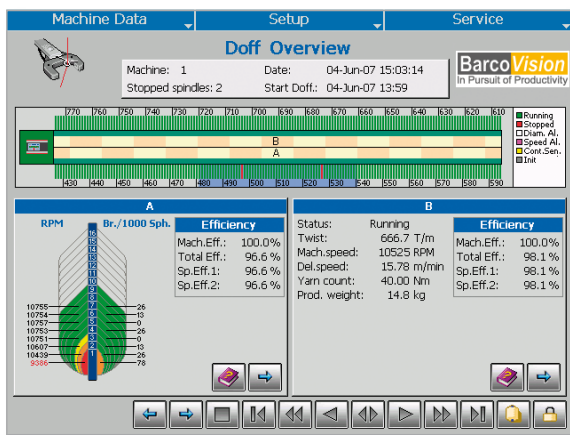 Machine Data Setup Service
Doff Overview
BarcoVision
In Pursuit of Productivity
Machine: 1 Date: 04-Jun-07 15:03:14
Stopped spindles: 2 Start Doff.: 04-Jun-07 13:59
770 760 750 740 730 720 710 700 690 680 670 660 650 640 630 620 610
B
A
430 440 450 460 470 480 490 500 510 520 530 540 550 560 570 580 590
Running
Stopped
Diam. Al.
Speed Al.
Cont.Sen.
Init
A
RPM Br./1000 Sph.
16
15
14
13
12
11
10
9
8
7
6
5
4
3
2
1
10755 26
10754 13
10757 0
10753 26
10751 0
10607 13
10439 26
9386 78
Efficiency
Mach.Eff.: 100.0%
Total Eff.: 96.6 %
Sp.Eff.1: 96.6 %
Sp.Eff.2: 96.6 %
B
Status: Running
Twist: 666.7 T/m
Mach.speed: 10525 RPM
Del.speed: 15.78 m/min
Yarn count: 40.00 Nm
Prod. weight: 14.8 kg
Efficiency
Mach.Eff.: 100.0%
Total Eff.: 98.1 %
Sp.Eff.1: 98.1 %
Sp.Eff.2: 98.1 %